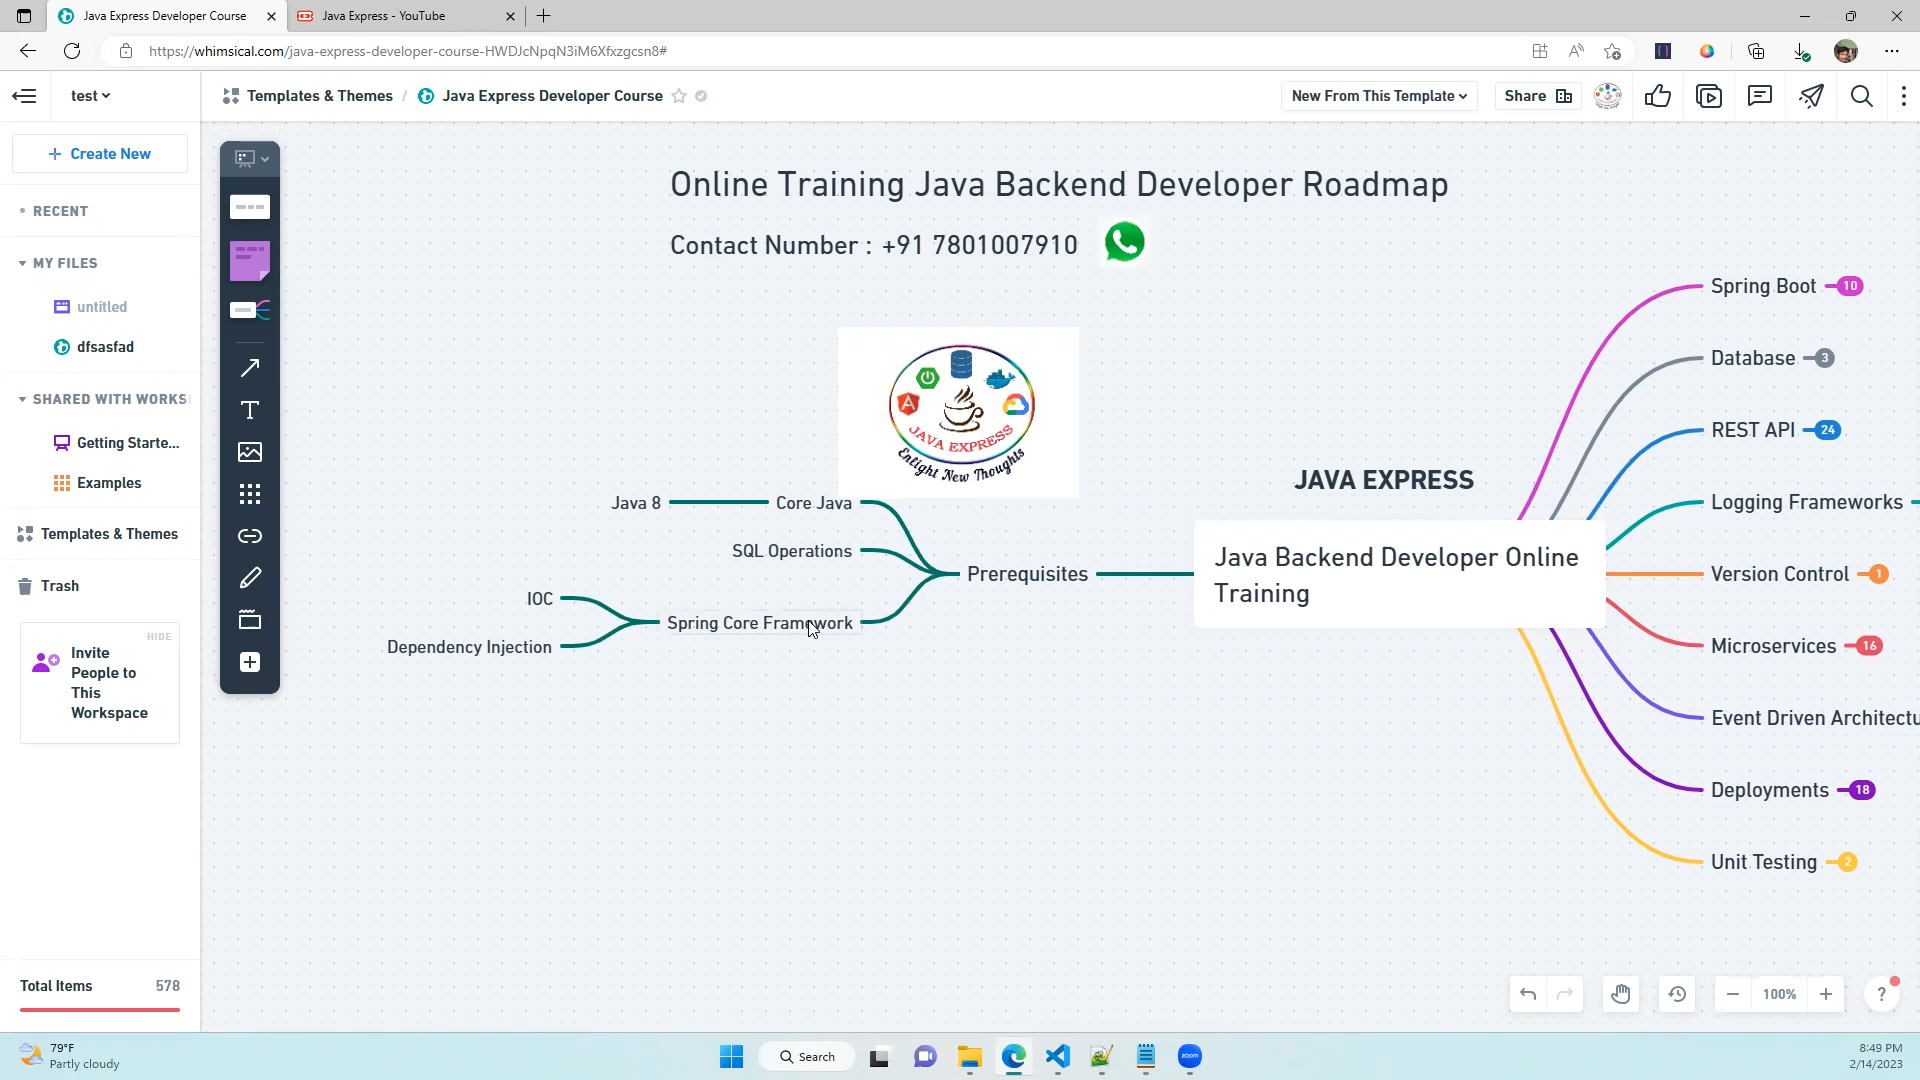 Java Express Developer Course
Java Express - YouTube
https://whimsical.com/java-express-developer-course-HWDJcNpqN3iM6Xfxzgcsn8#
test
Templates & Themes / Java Express Developer Course
New From This Template
Share
Create New
RECENT
MY FILES
untitled
dfsasfad
SHARED WITH WORKS
Getting Starte...
Examples
Templates & Themes
Trash
HIDE
Invite
People to
This
Workspace
Total Items 578
Online Training Java Backend Developer Roadmap
Contact Number : +91 7801007910
JAVA EXPRESS
Enlight New Thoughts
Java 8
Core Java
SQL Operations
IOC
Spring Core Framework
Dependency Injection
Prerequisites
JAVA EXPRESS
Java Backend Developer Online
Training
Spring Boot 10
Database 3
REST API 24
Logging Frameworks
Version Control 1
Microservices 16
Event Driven Architectu
Deployments 18
Unit Testing 2
100%
?
79°F
Partly cloudy
Search
zoom
8:49 PM
2/14/2023